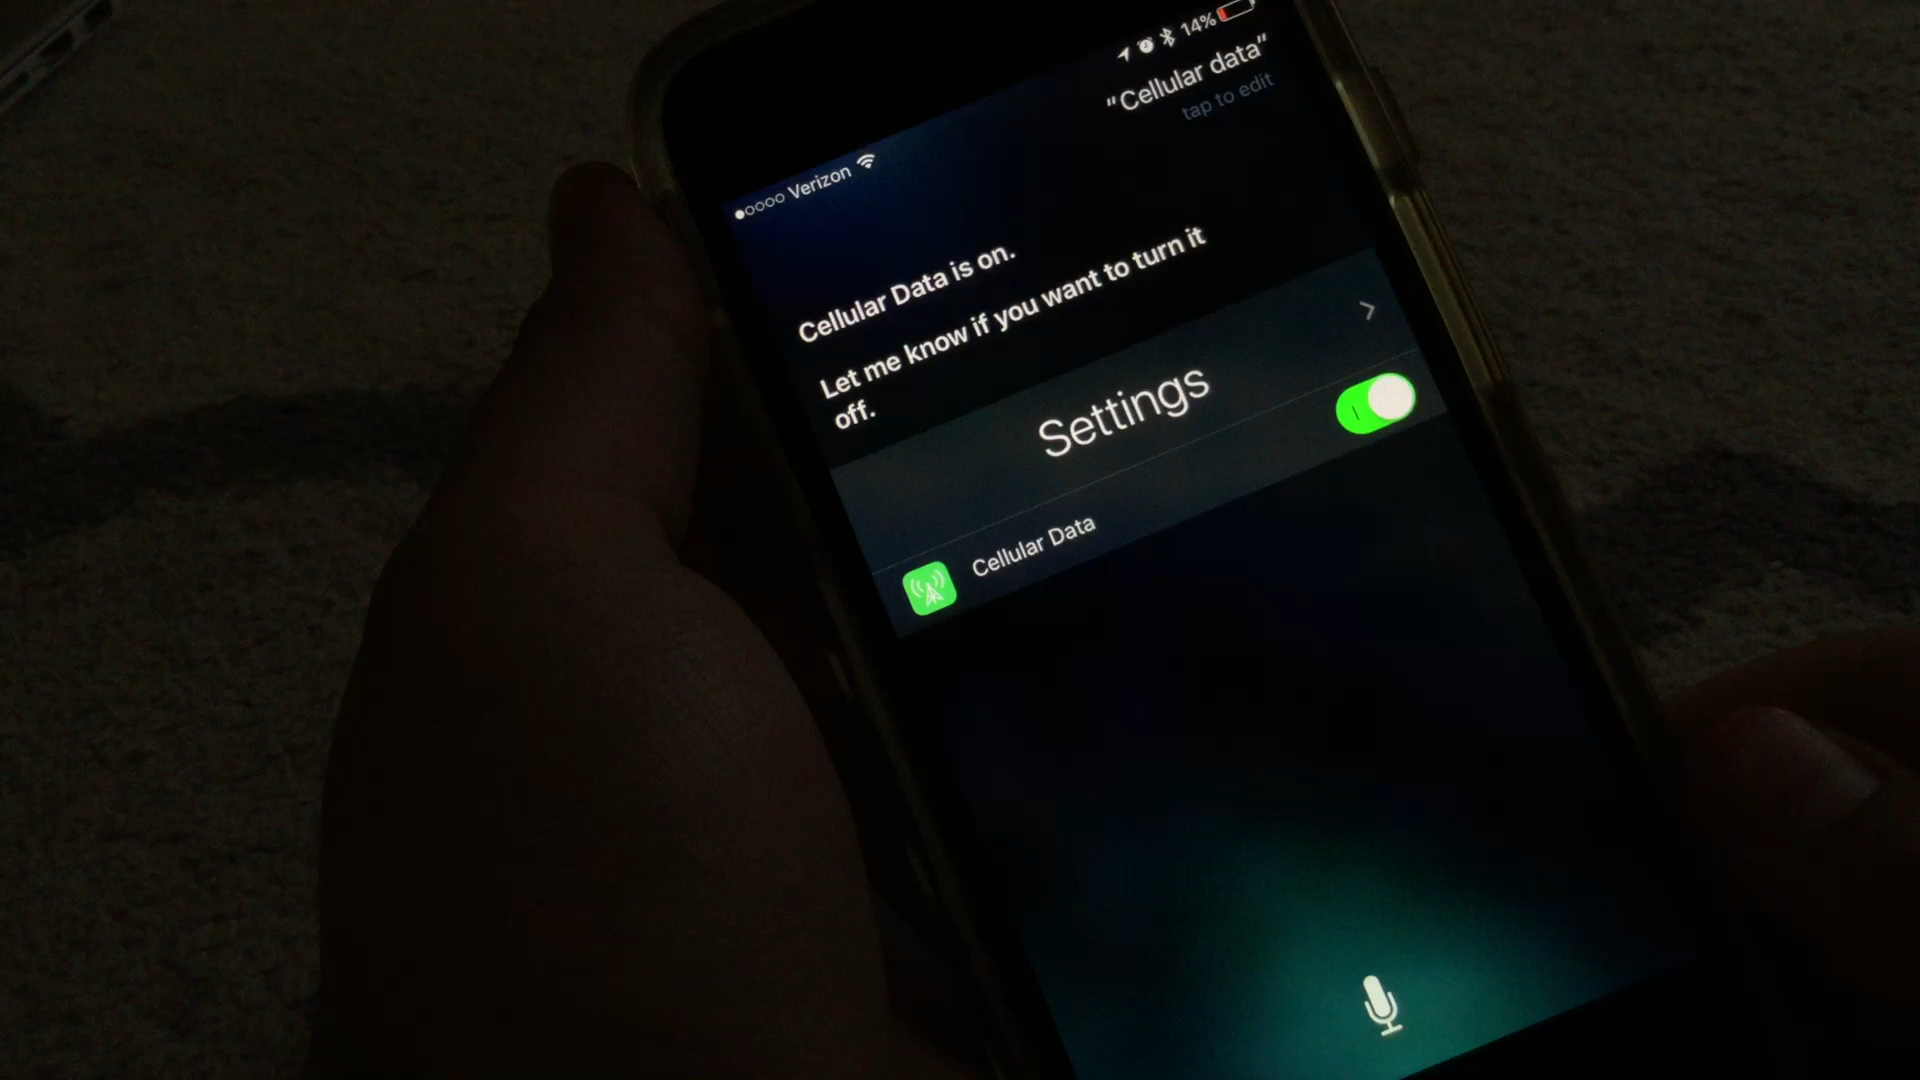 Verizon 14%
"Cellular data"
tap to edit
Cellular Data is on.
Let me know if you want to turn it
off.
Settings
Cellular Data